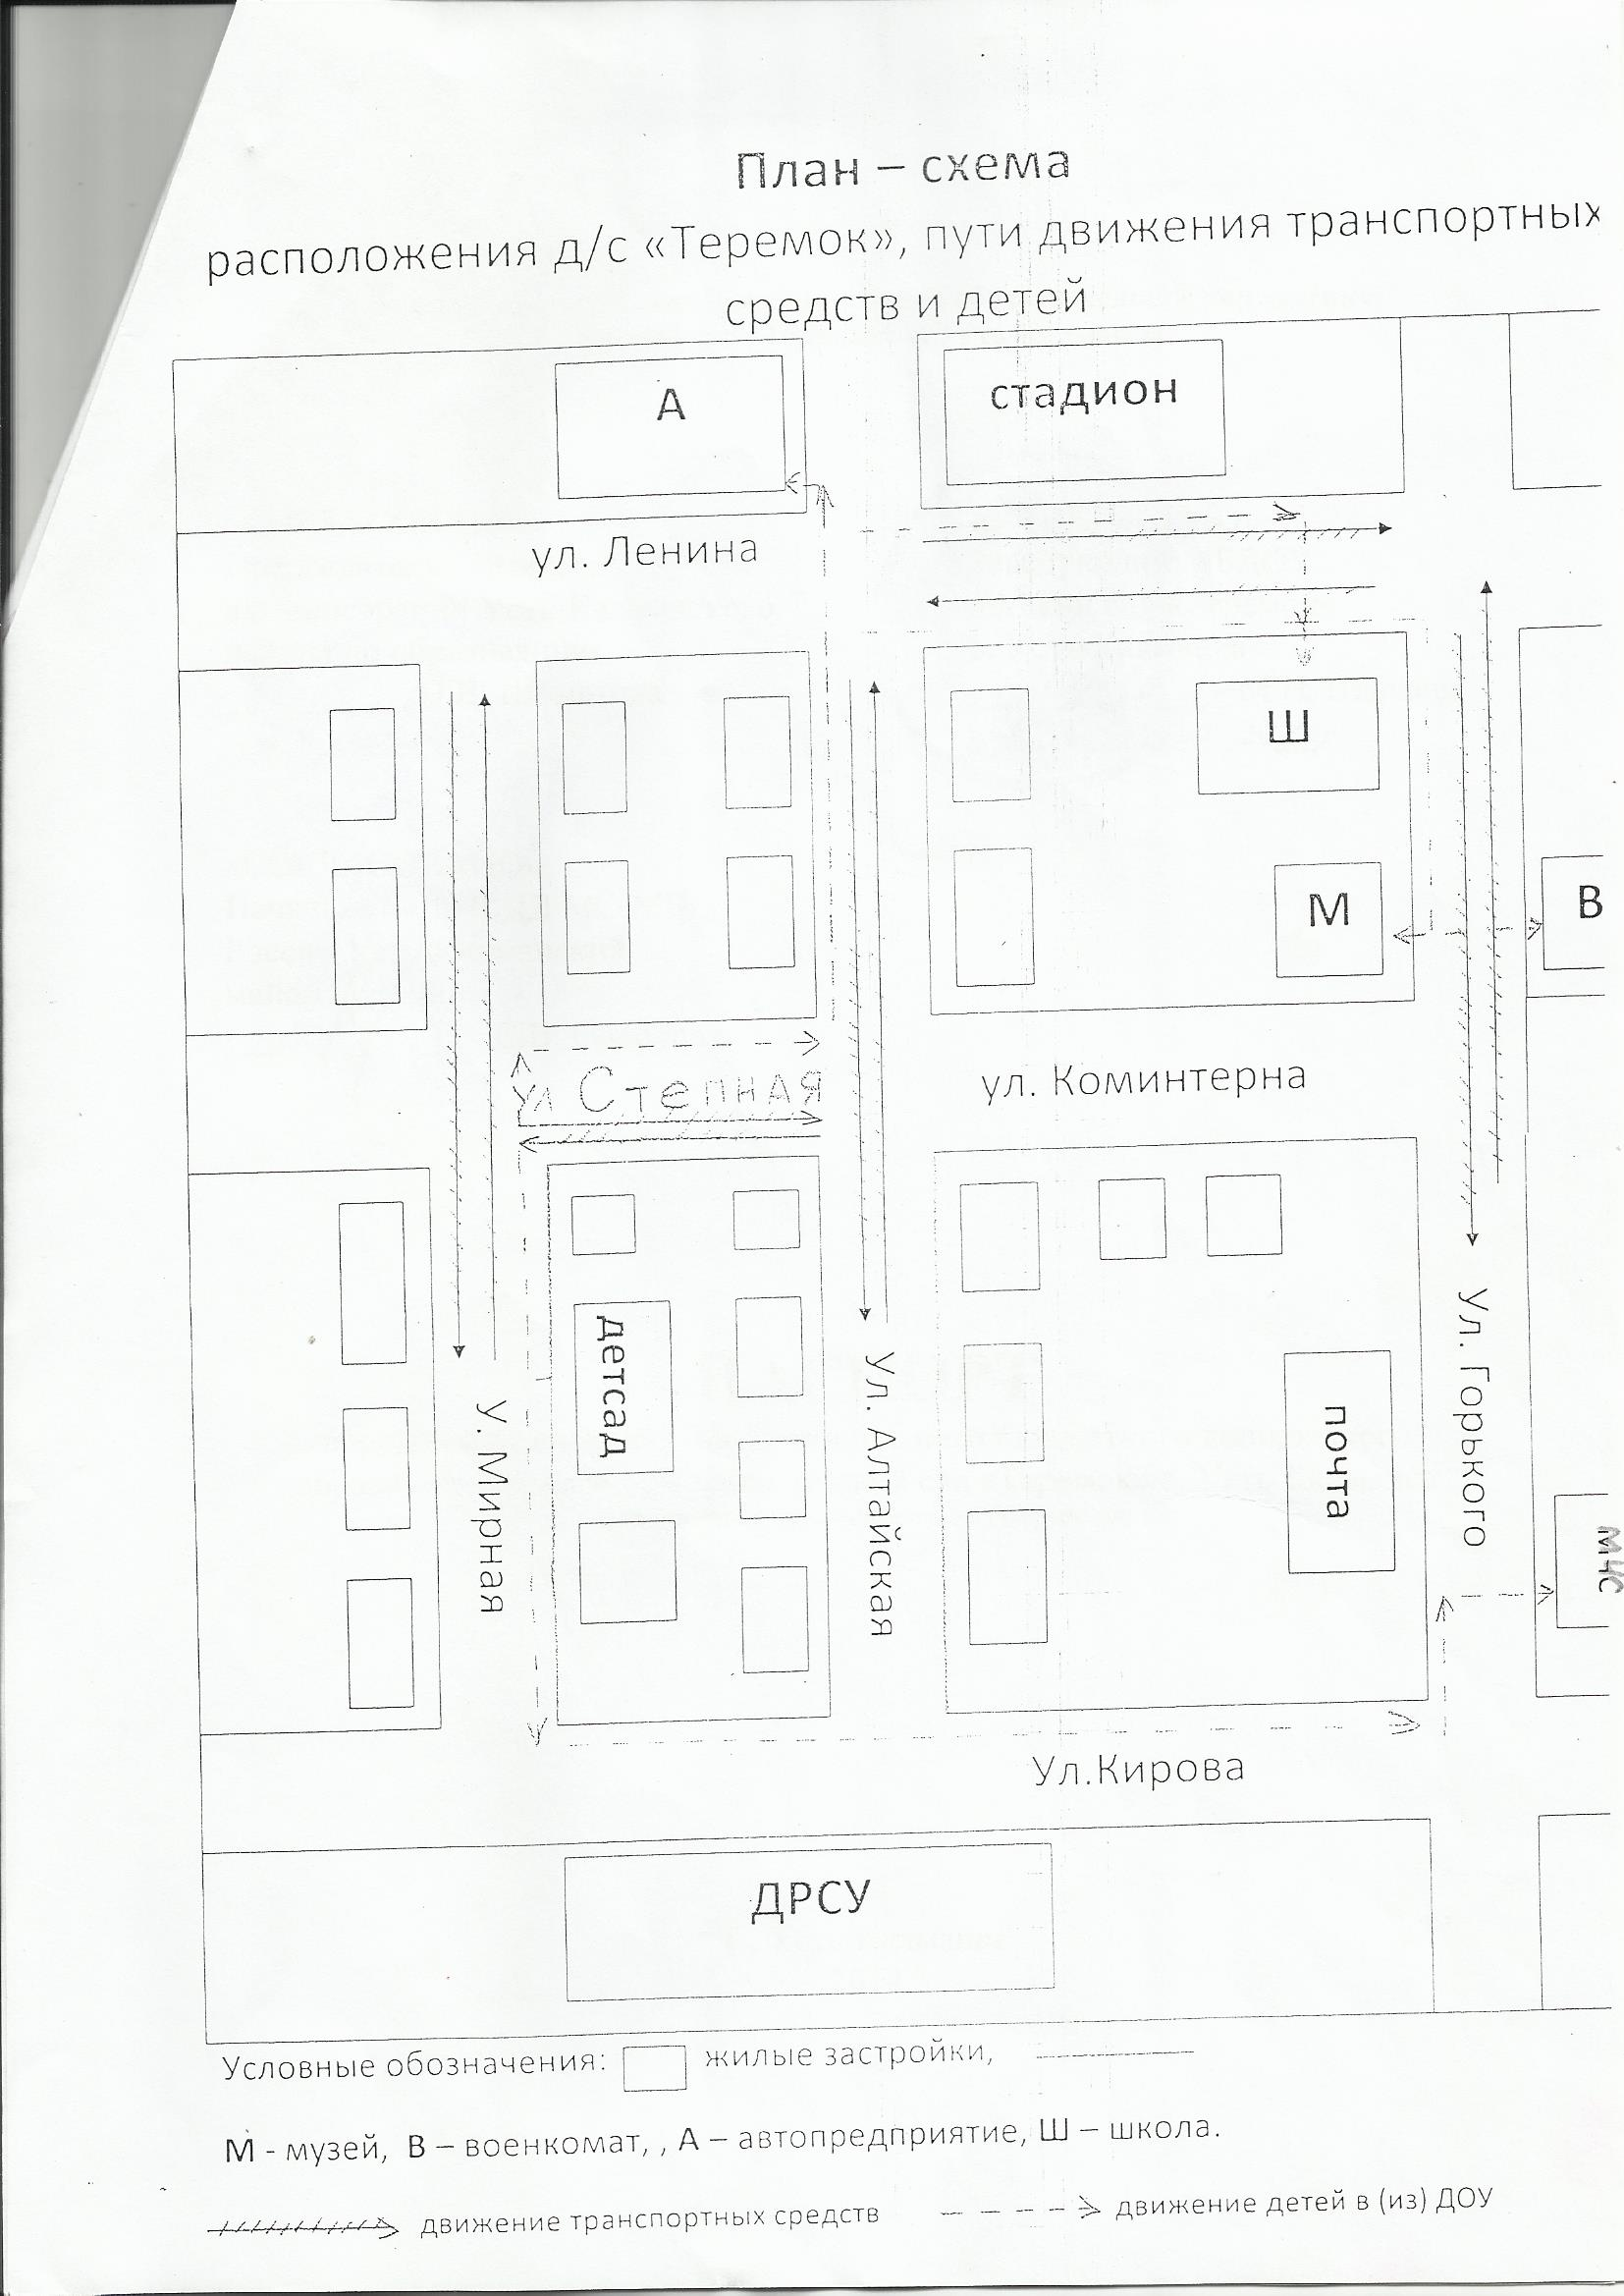 План – схема
расположения д/с «Теремок», пути движения транспортных
средств и детей
А
стадион
ул. Ленина
Ш
М
В
ул Степная
ул. Коминтерна
детсад
почта
У. Мирная
Ул. Алтайская
Ул. Горького
МЧС
Ул.Кирова
ДРСУ
Условные обозначения: жилые застройки,
М - музей, В – военкомат, , А – автопредприятие, Ш – школа.
движение транспортных средств движение детей в (из) ДОУ